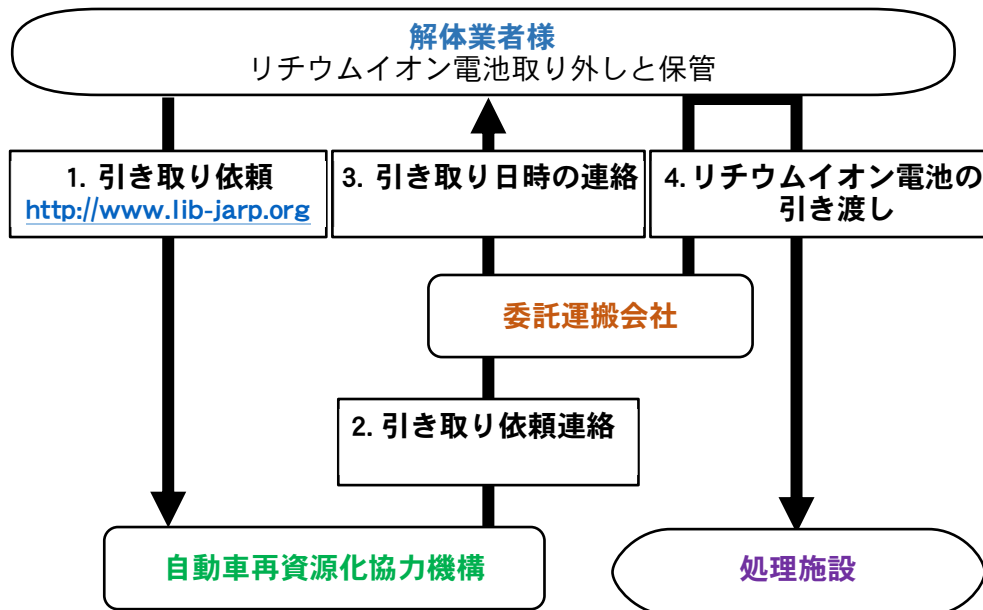 解体業者様
リチウムイオン電池取り外しと保管
1. 引き取り依頼
http://www.lib-jarp.org
3. 引き取り日時の連絡
4.リチウムイオン電池の
引き渡し
委託運搬会社
2. 引き取り依頼連絡
自動車再資源化協力機構
処理施設